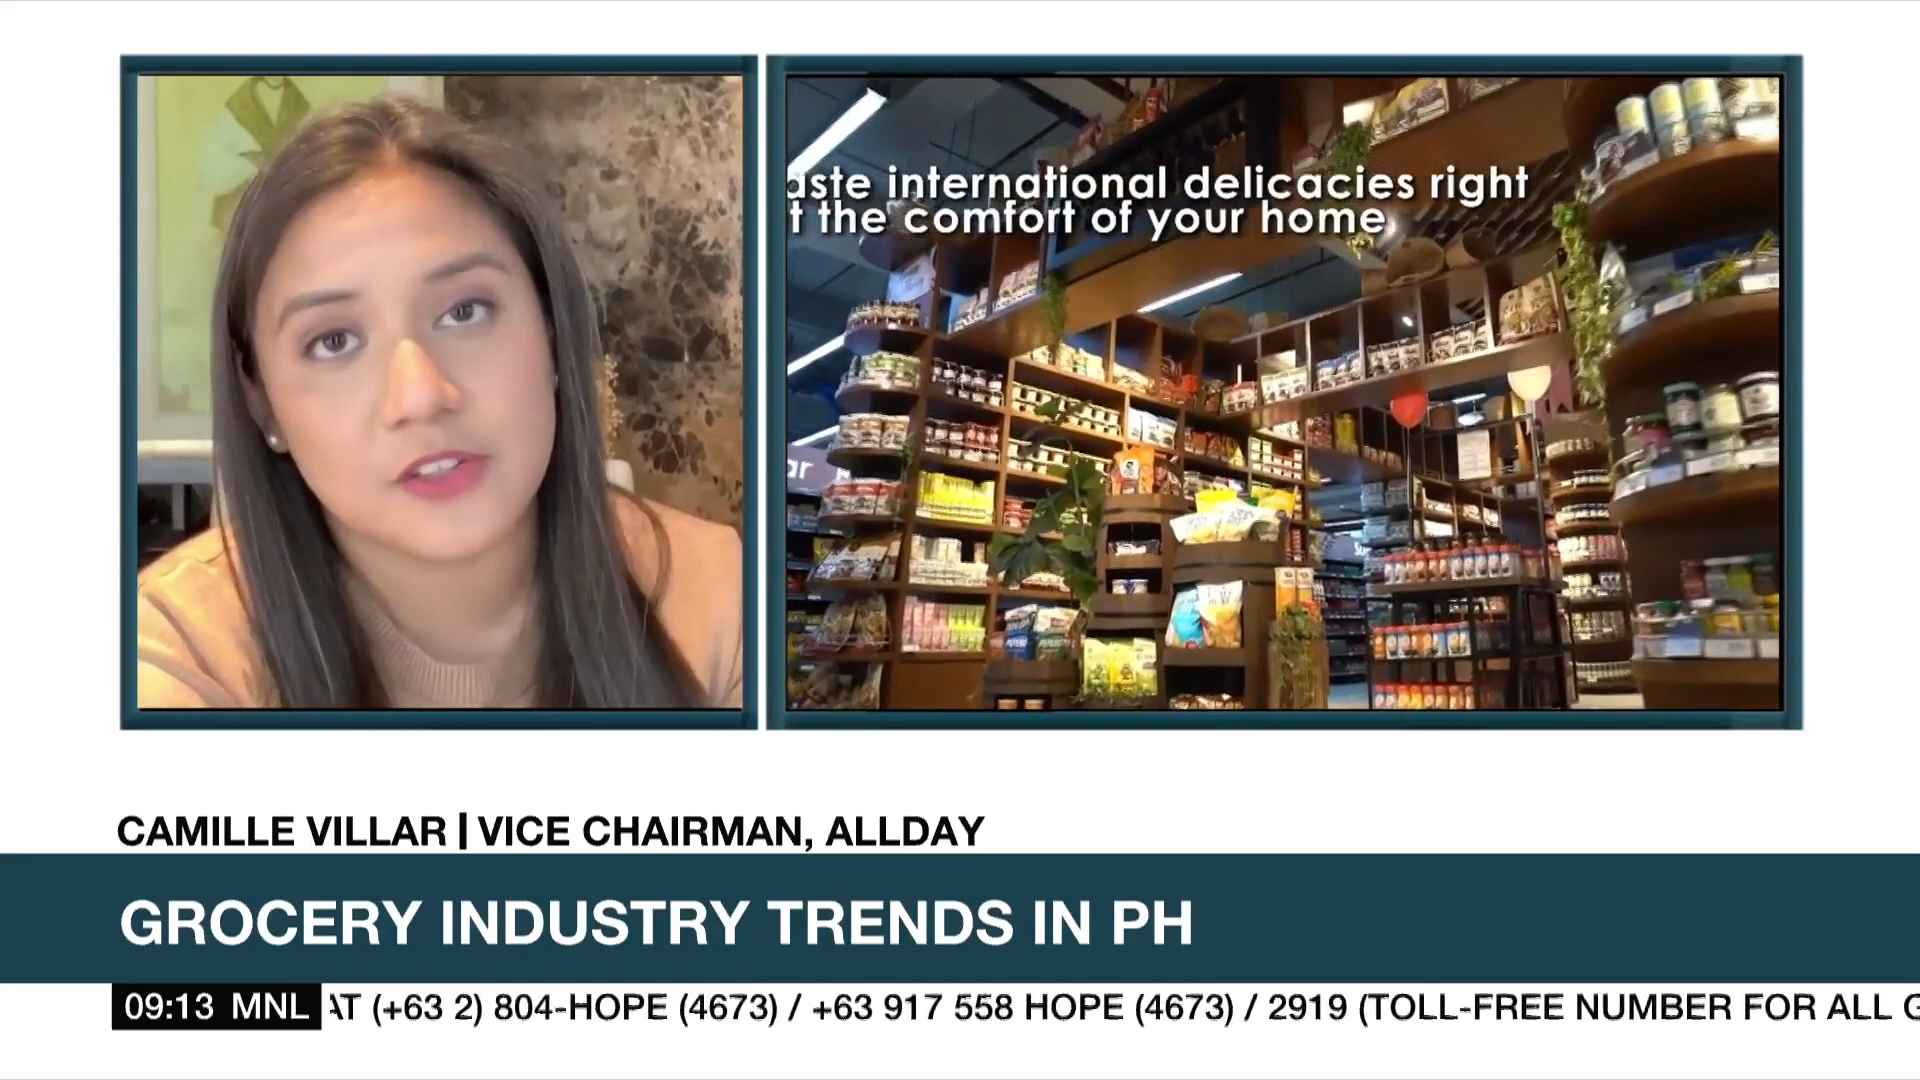 aste international delicacies right
t the comfort of your home
CAMILLE VILLAR | VICE CHAIRMAN, ALLDAY
GROCERY INDUSTRY TRENDS IN PH
09:13 MNL
AT (+63 2) 804-HOPE (4673) / +63 917 558 HOPE (4673) / 2919 (TOLL-FREE NUMBER FOR ALL G